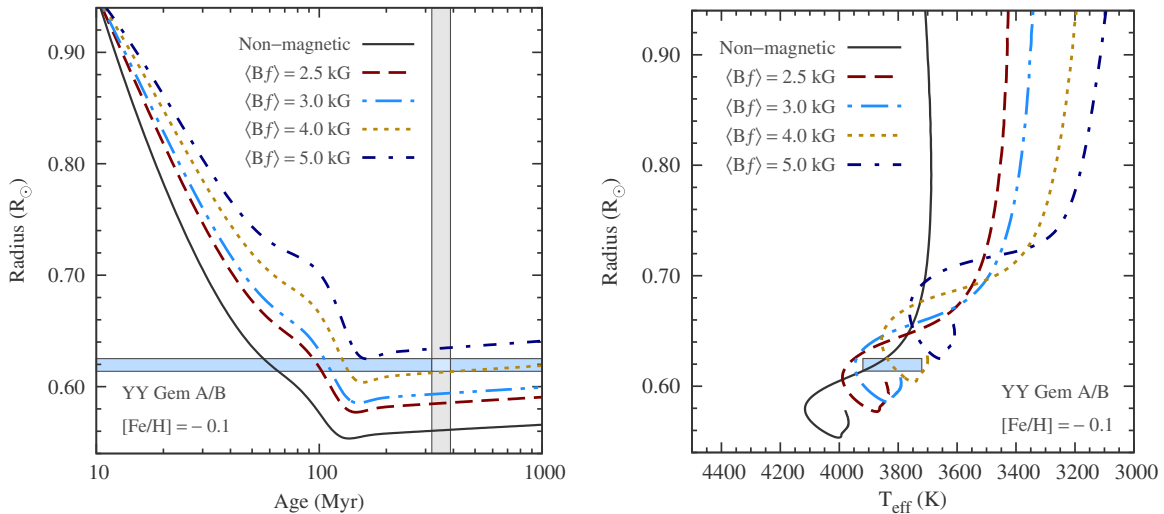 Non−magnetic
⟨Bf⟩ = 2.5 kG
⟨Bf⟩ = 3.0 kG
⟨Bf⟩ = 4.0 kG
⟨Bf⟩ = 5.0 kG
0.90
0.80
0.70
0.60
Radius (R☉)
YY Gem A/B
[Fe/H] = − 0.1
10
100
1000
Age (Myr)
Non−magnetic
⟨Bf⟩ = 2.5 kG
⟨Bf⟩ = 3.0 kG
⟨Bf⟩ = 4.0 kG
⟨Bf⟩ = 5.0 kG
0.90
0.80
0.70
0.60
Radius (R☉)
YY Gem A/B
[Fe/H] = − 0.1
4400
4200
4000
3800
3600
3400
3200
3000
T_eff (K)